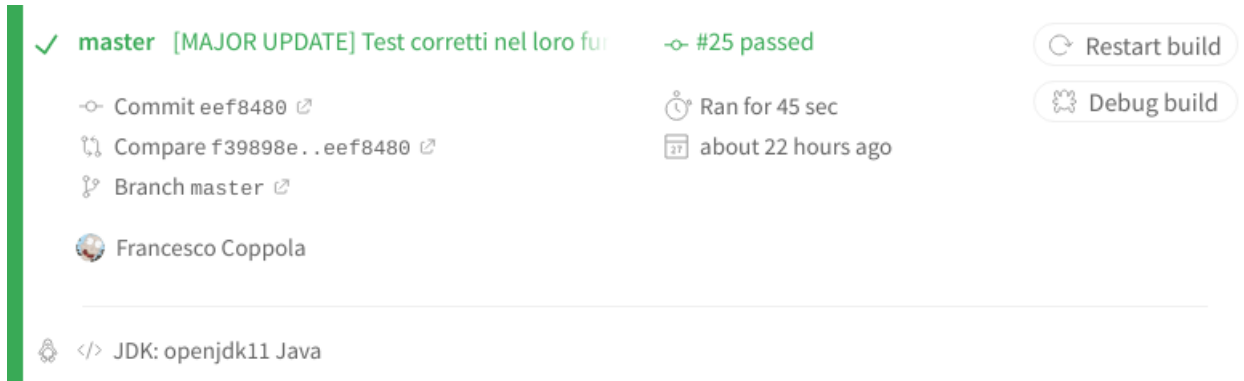 master [MAJOR UPDATE] Test corretti nel loro
#25 passed
Restart build
Commit eef8480
Ran for 45 sec
Debug build
Compare f39898e..eef8480
about 22 hours ago
Branch master
Francesco Coppola
</> JDK: openjdk11 Java